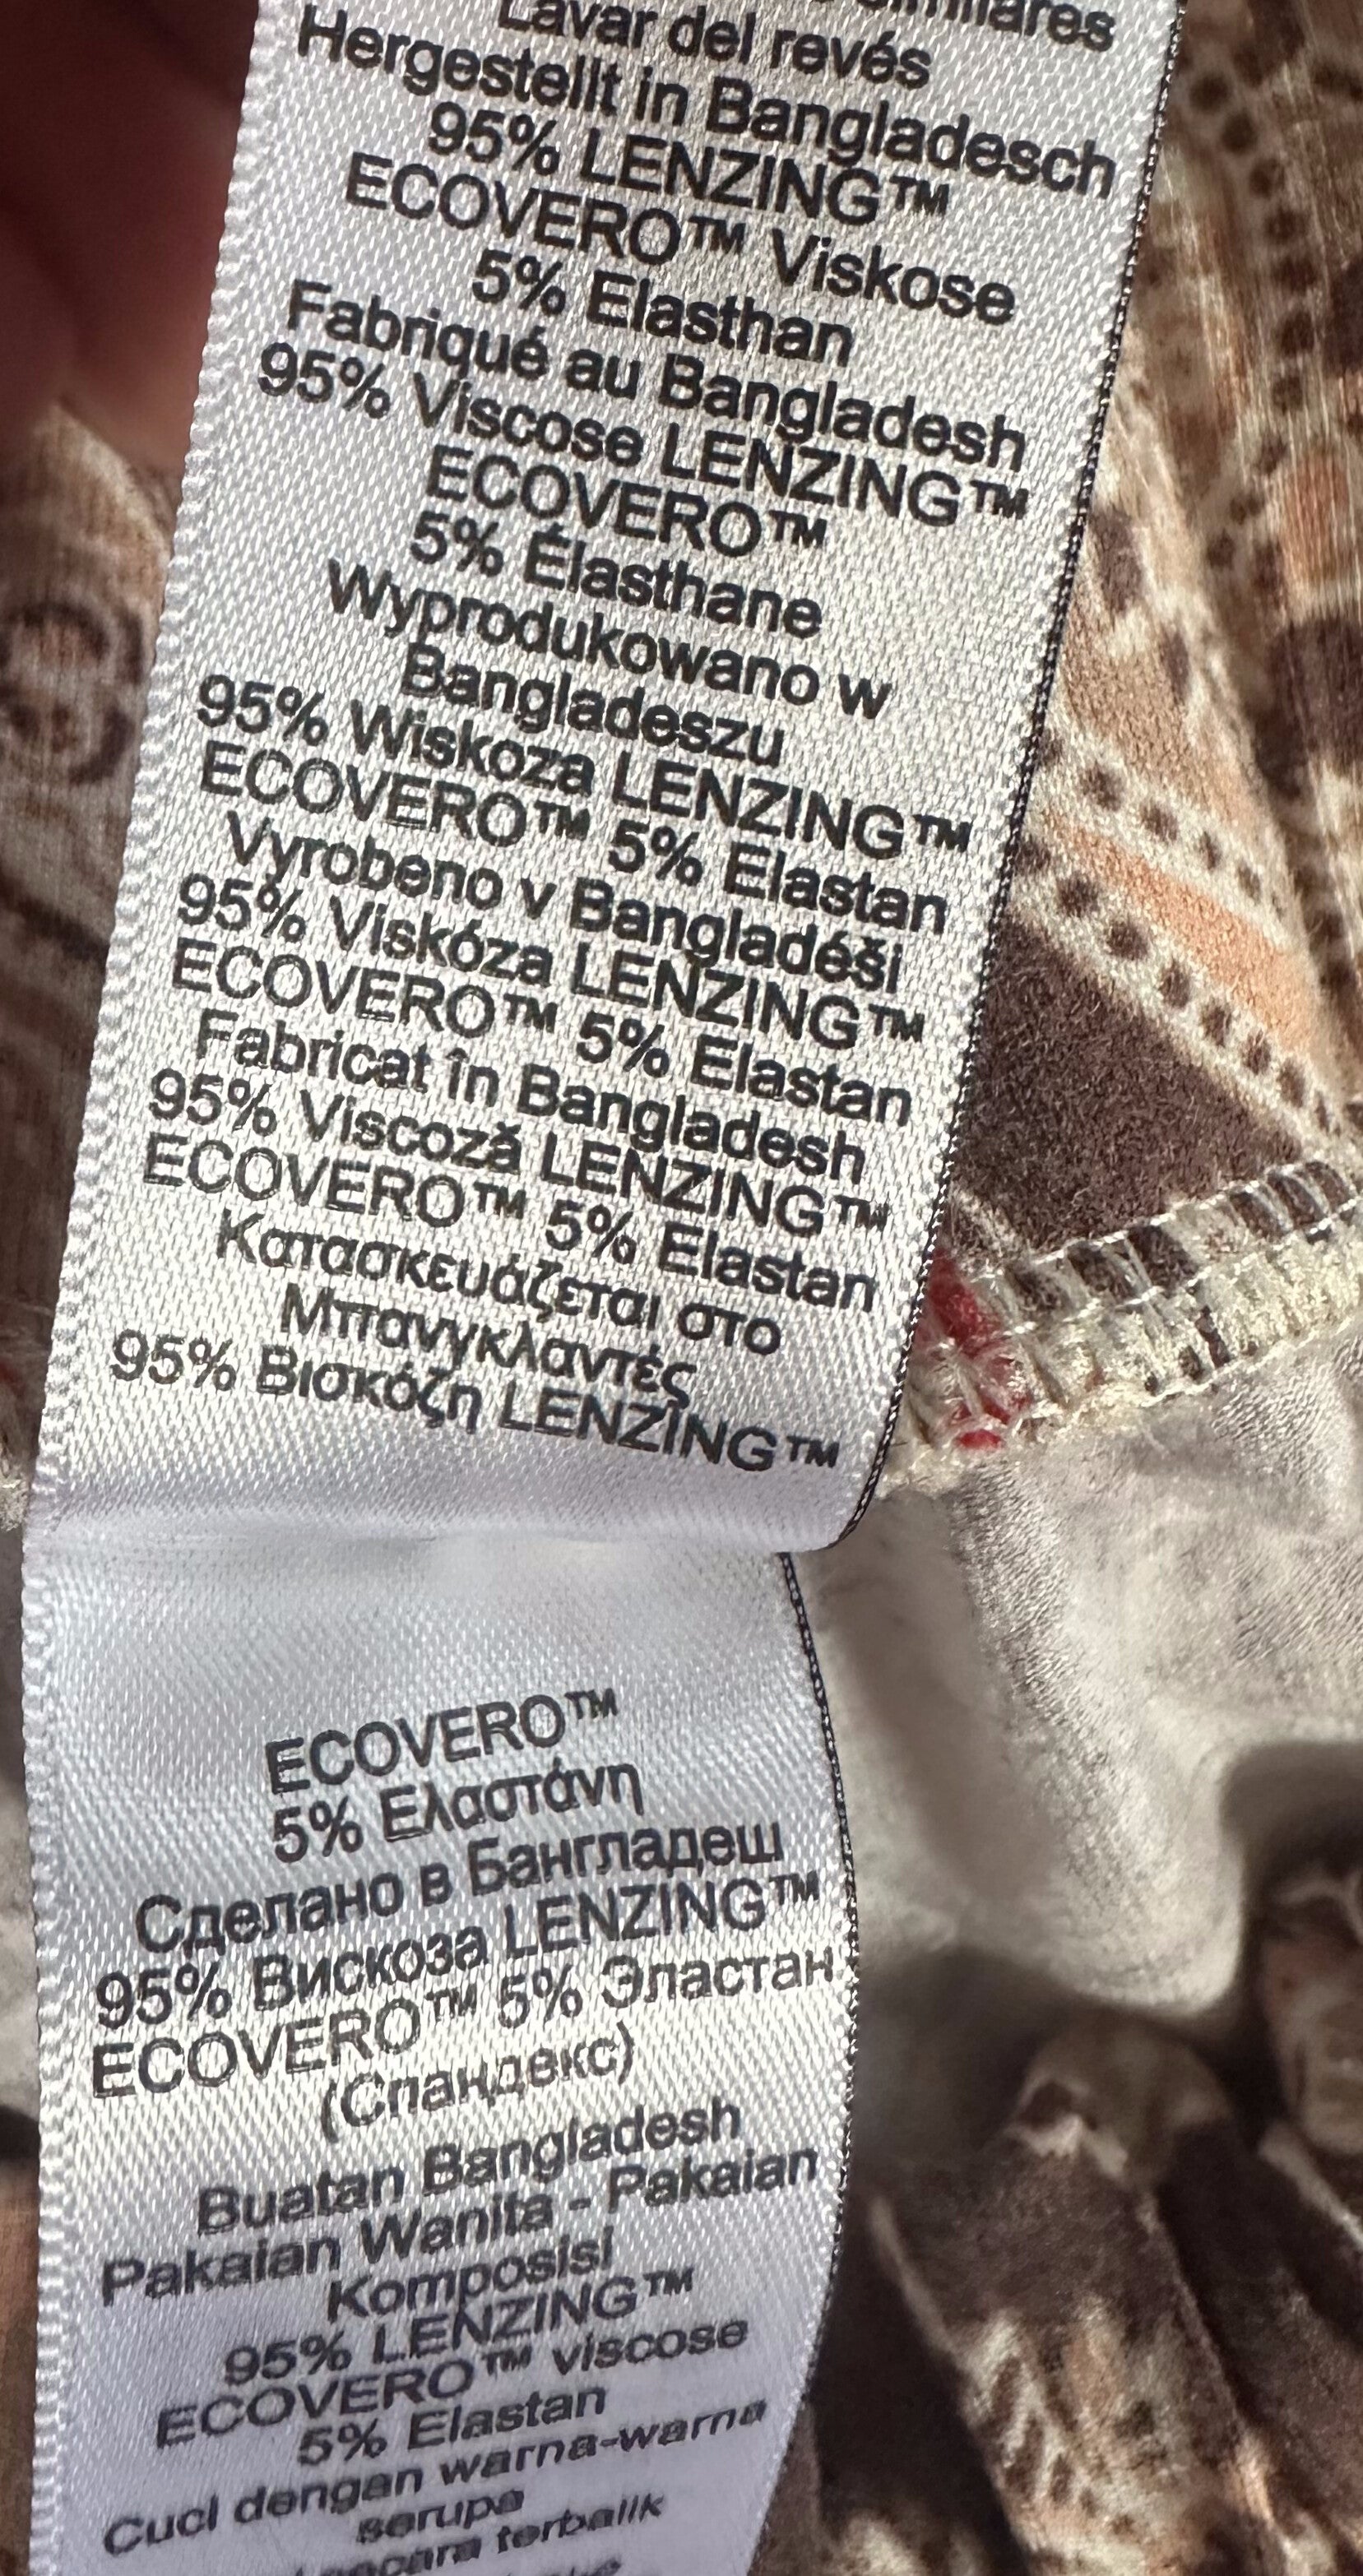 similares
Lavar del revés
Hergestellt in Bangladesch
95% LENZING™
ECOVERO™ Viskose
5% Elasthan
Fabriqué au Bangladesh
95% Viscose LENZING™
ECOVERO™
5% Élasthane
Wyprodukowano w
Bangladeszu
95% Wiskoza LENZING™
ECOVERO™ 5% Elastan
Vyrobeno v Bangladéši
95% Viskóza LENZING™
ECOVERO™ 5% Elastan
Fabricat în Bangladesh
95% Viscoză LENZING™
ECOVERO™ 5% Elastan
Κατασκευάζεται στο
Μπανγκλαντές
95% Βισκόζη LENZING™
ECOVERO™
5% Ελαστάνη
Сделано в Бангладеш
95% Вискоза LENZING™
ECOVERO™ 5% Эластан
(Спандекс)
Buatan Bangladesh
Pakaian Wanita - Pakaian
Komposisi
95% LENZING™
ECOVERO™ viscose
5% Elastan
Cuci dengan warna-warna
serupa
secara terbalik